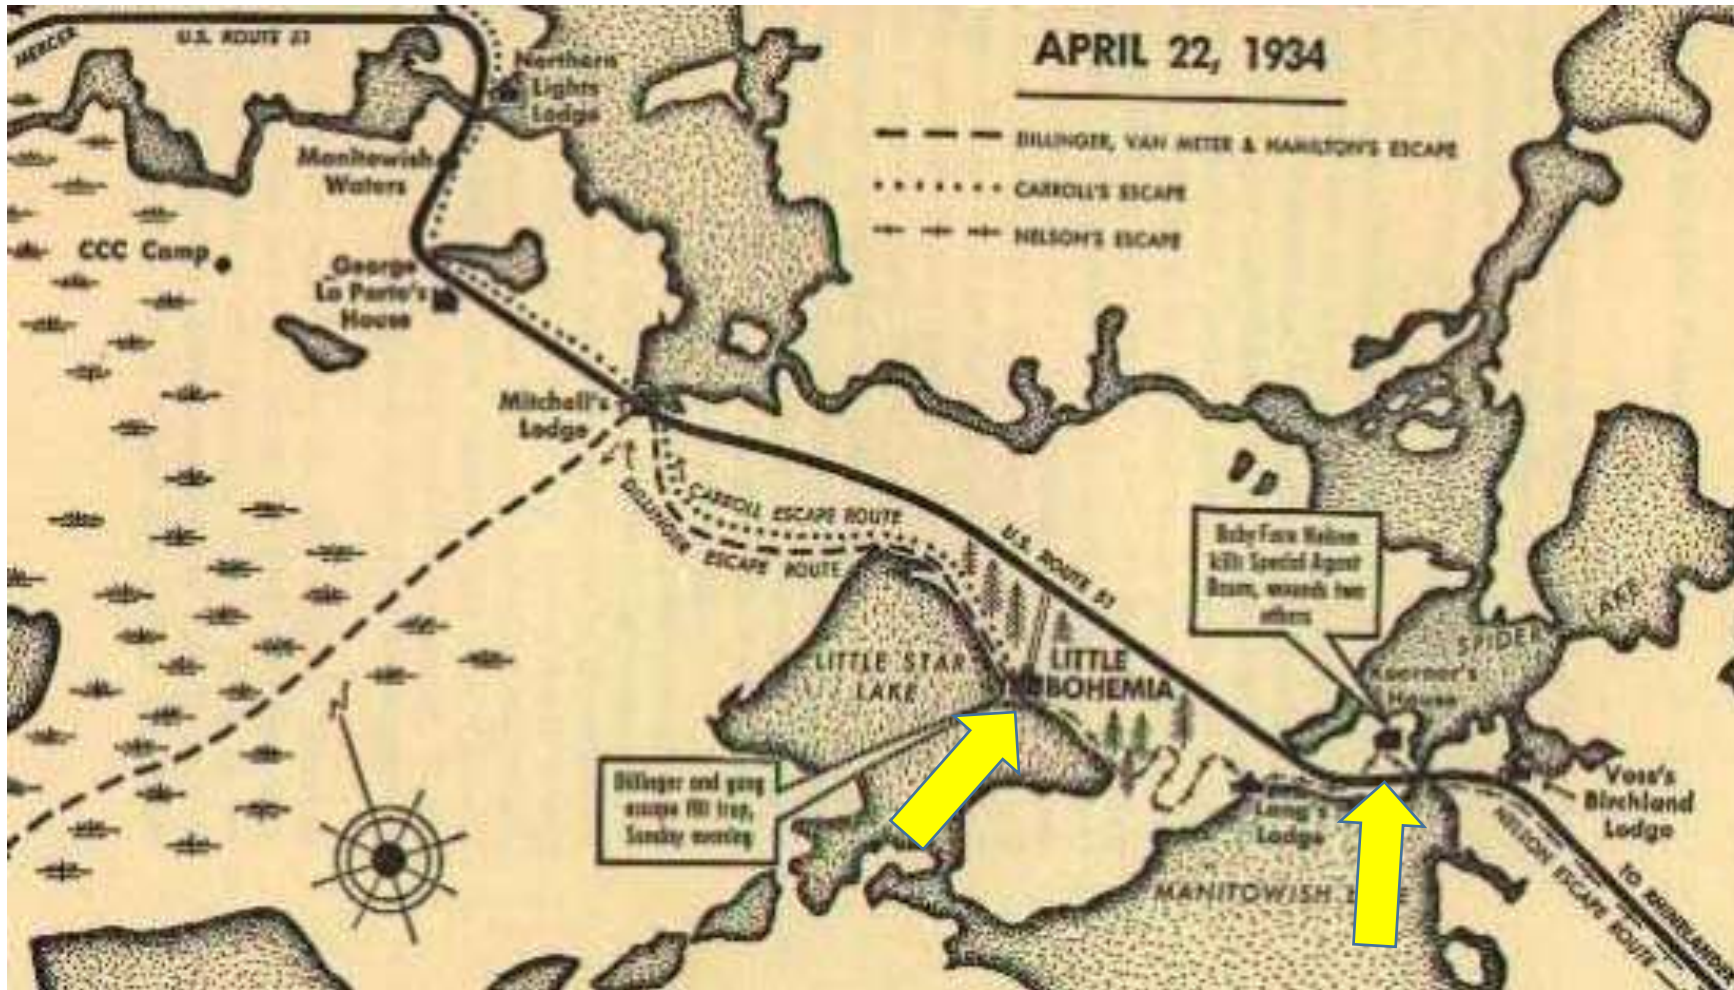 APRIL 22, 1934
DILLINGER, VAN METER & HAMILTON'S ESCAPE
CARROLL'S ESCAPE
NELSON'S ESCAPE
MERCER
U.S. ROUTE 51
Northern
Lights
Lodge
Manitowish
Waters
CCC Camp
George
La Porte's
House
Mitchell's
Lodge
CARROLL ESCAPE ROUTE
DILLINGER ESCAPE ROUTE
U.S. ROUTE 51
Baby Face Nelson
kills Special Agent
Baum, wounds two
others
SPIDER LAKE
Koerner's
House
LITTLE STAR
LAKE
LITTLE
BOHEMIA
Dillinger and gang
escape FBI trap,
Sunday
Lang's
Lodge
Voss's
Birchland
Lodge
MANITOWISH
NELSON ESCAPE ROUTE
TO
N